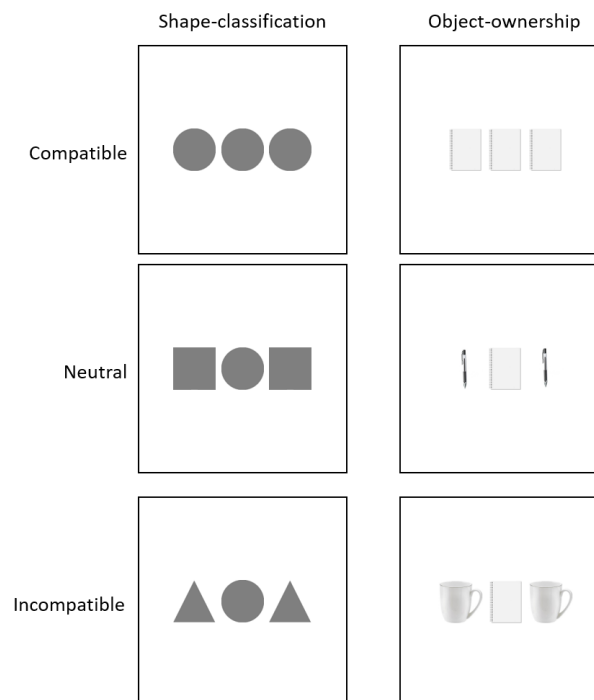 Shape-classification
Object-ownership
Compatible
Neutral
Incompatible